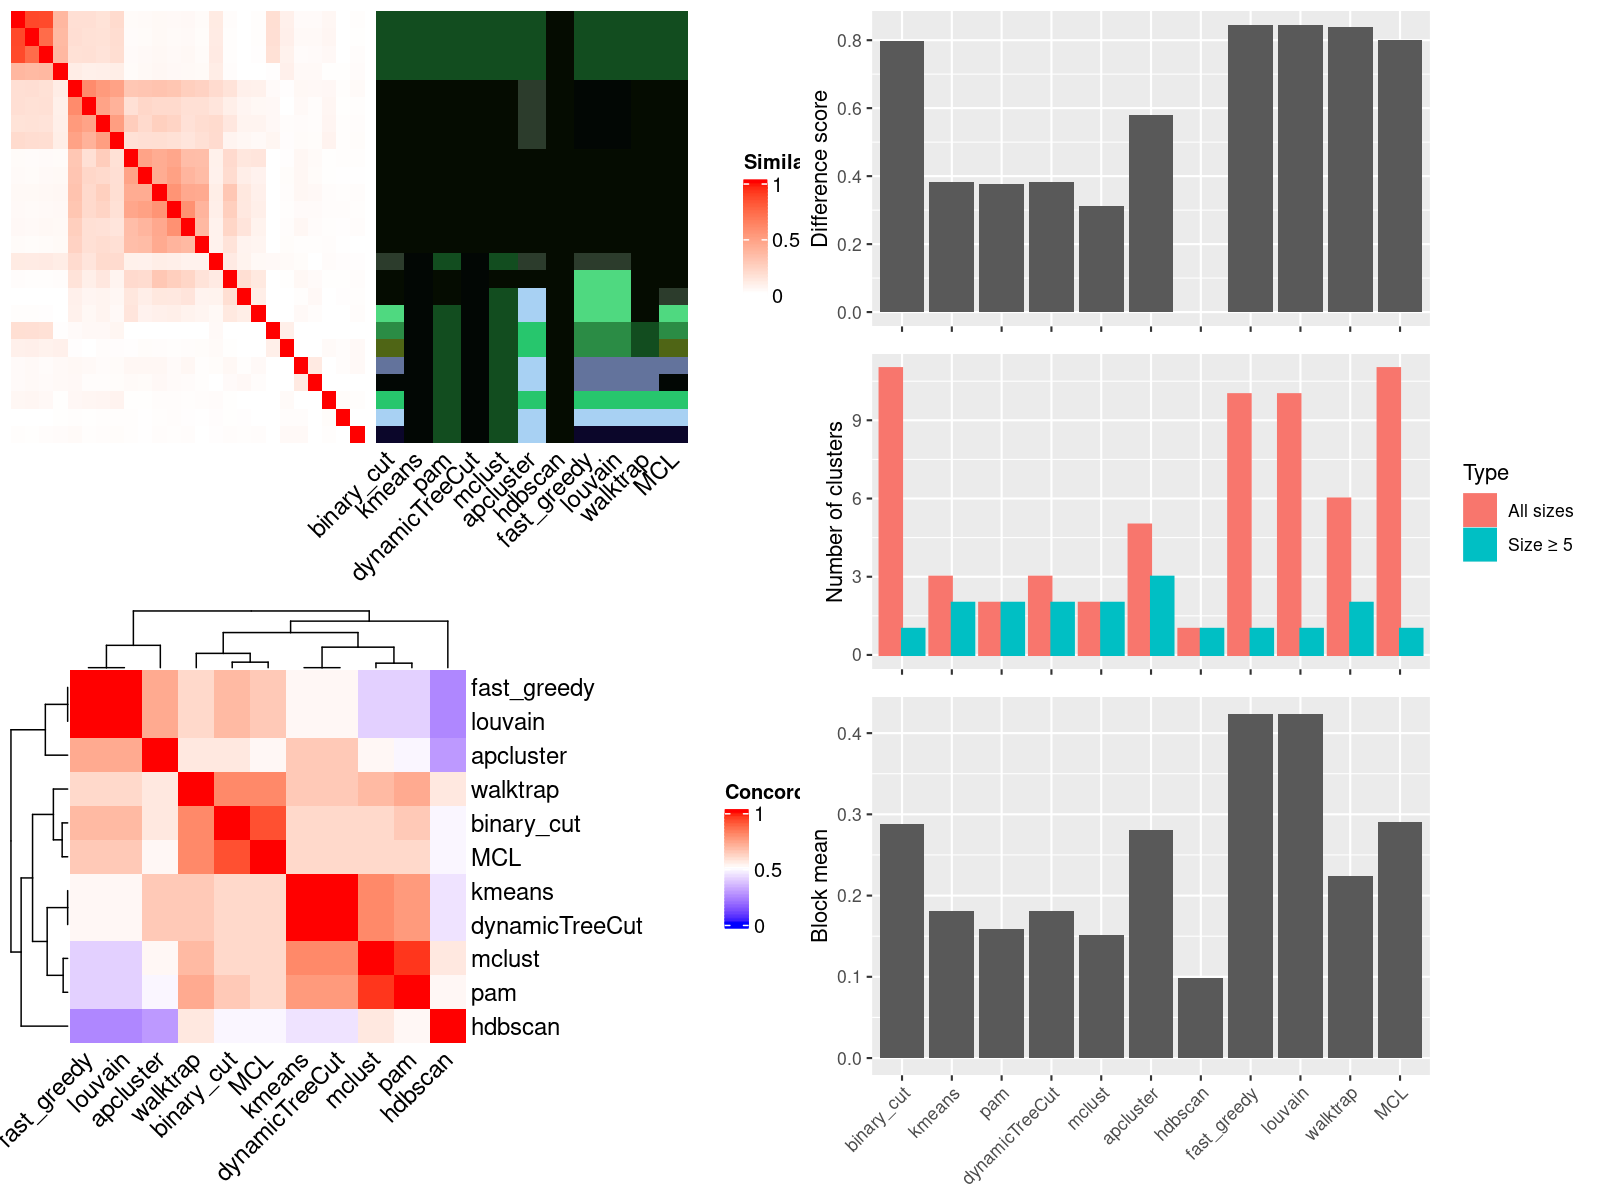 Simila
1
0.5
0
binary_cut
kmeans
pam
dynamicTreeCut
mclust
apcluster
hdbscan
fast_greedy
louvain
walktrap
MCL
Difference score
0.8
0.6
0.4
0.2
0.0
Number of clusters
9
6
3
0
Type
All sizes
Size ≥ 5
fast_greedy
louvain
apcluster
walktrap
binary_cut
MCL
kmeans
dynamicTreeCut
mclust
pam
hdbscan
fast_greedy
louvain
apcluster
walktrap
binary_cut
MCL
kmeans
dynamicTreeCut
mclust
pam
hdbscan
Concord
1
0.5
0
Block mean
0.4
0.3
0.2
0.1
0.0
binary_cut
kmeans
pam
dynamicTreeCut
mclust
apcluster
hdbscan
fast_greedy
louvain
walktrap
MCL